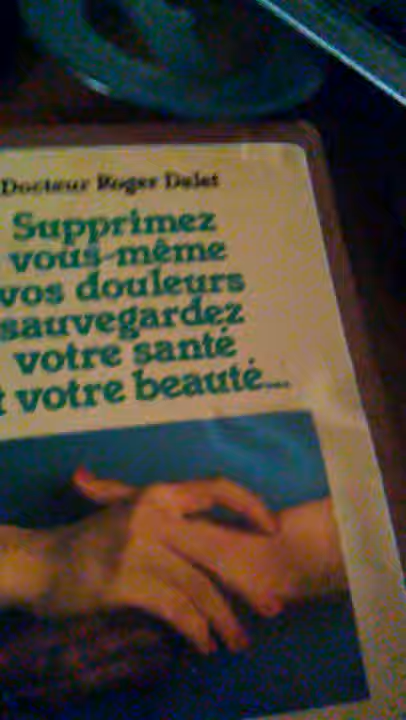 Docteur Roger Dalet
Supprimez
vous-même
vos douleurs
sauvegardez
votre santé
t votre beauté...